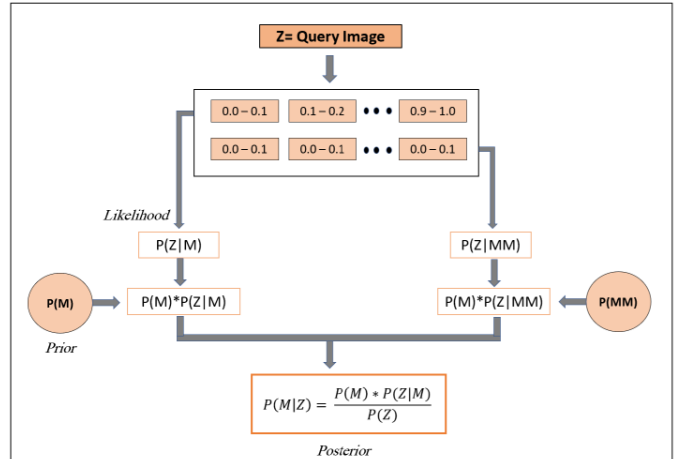 Z= Query Image
0.0 – 0.1 0.1 – 0.2 ••• 0.9 – 1.0
0.0 – 0.1 0.0 – 0.1 ••• 0.0 – 0.1
Likelihood
P(Z|M) P(Z|MM)
P(M) P(M)*P(Z|M) P(M)*P(Z|MM) P(MM)
Prior
P(M|Z) = P(M) ∗ P(Z|M) / P(Z)
Posterior